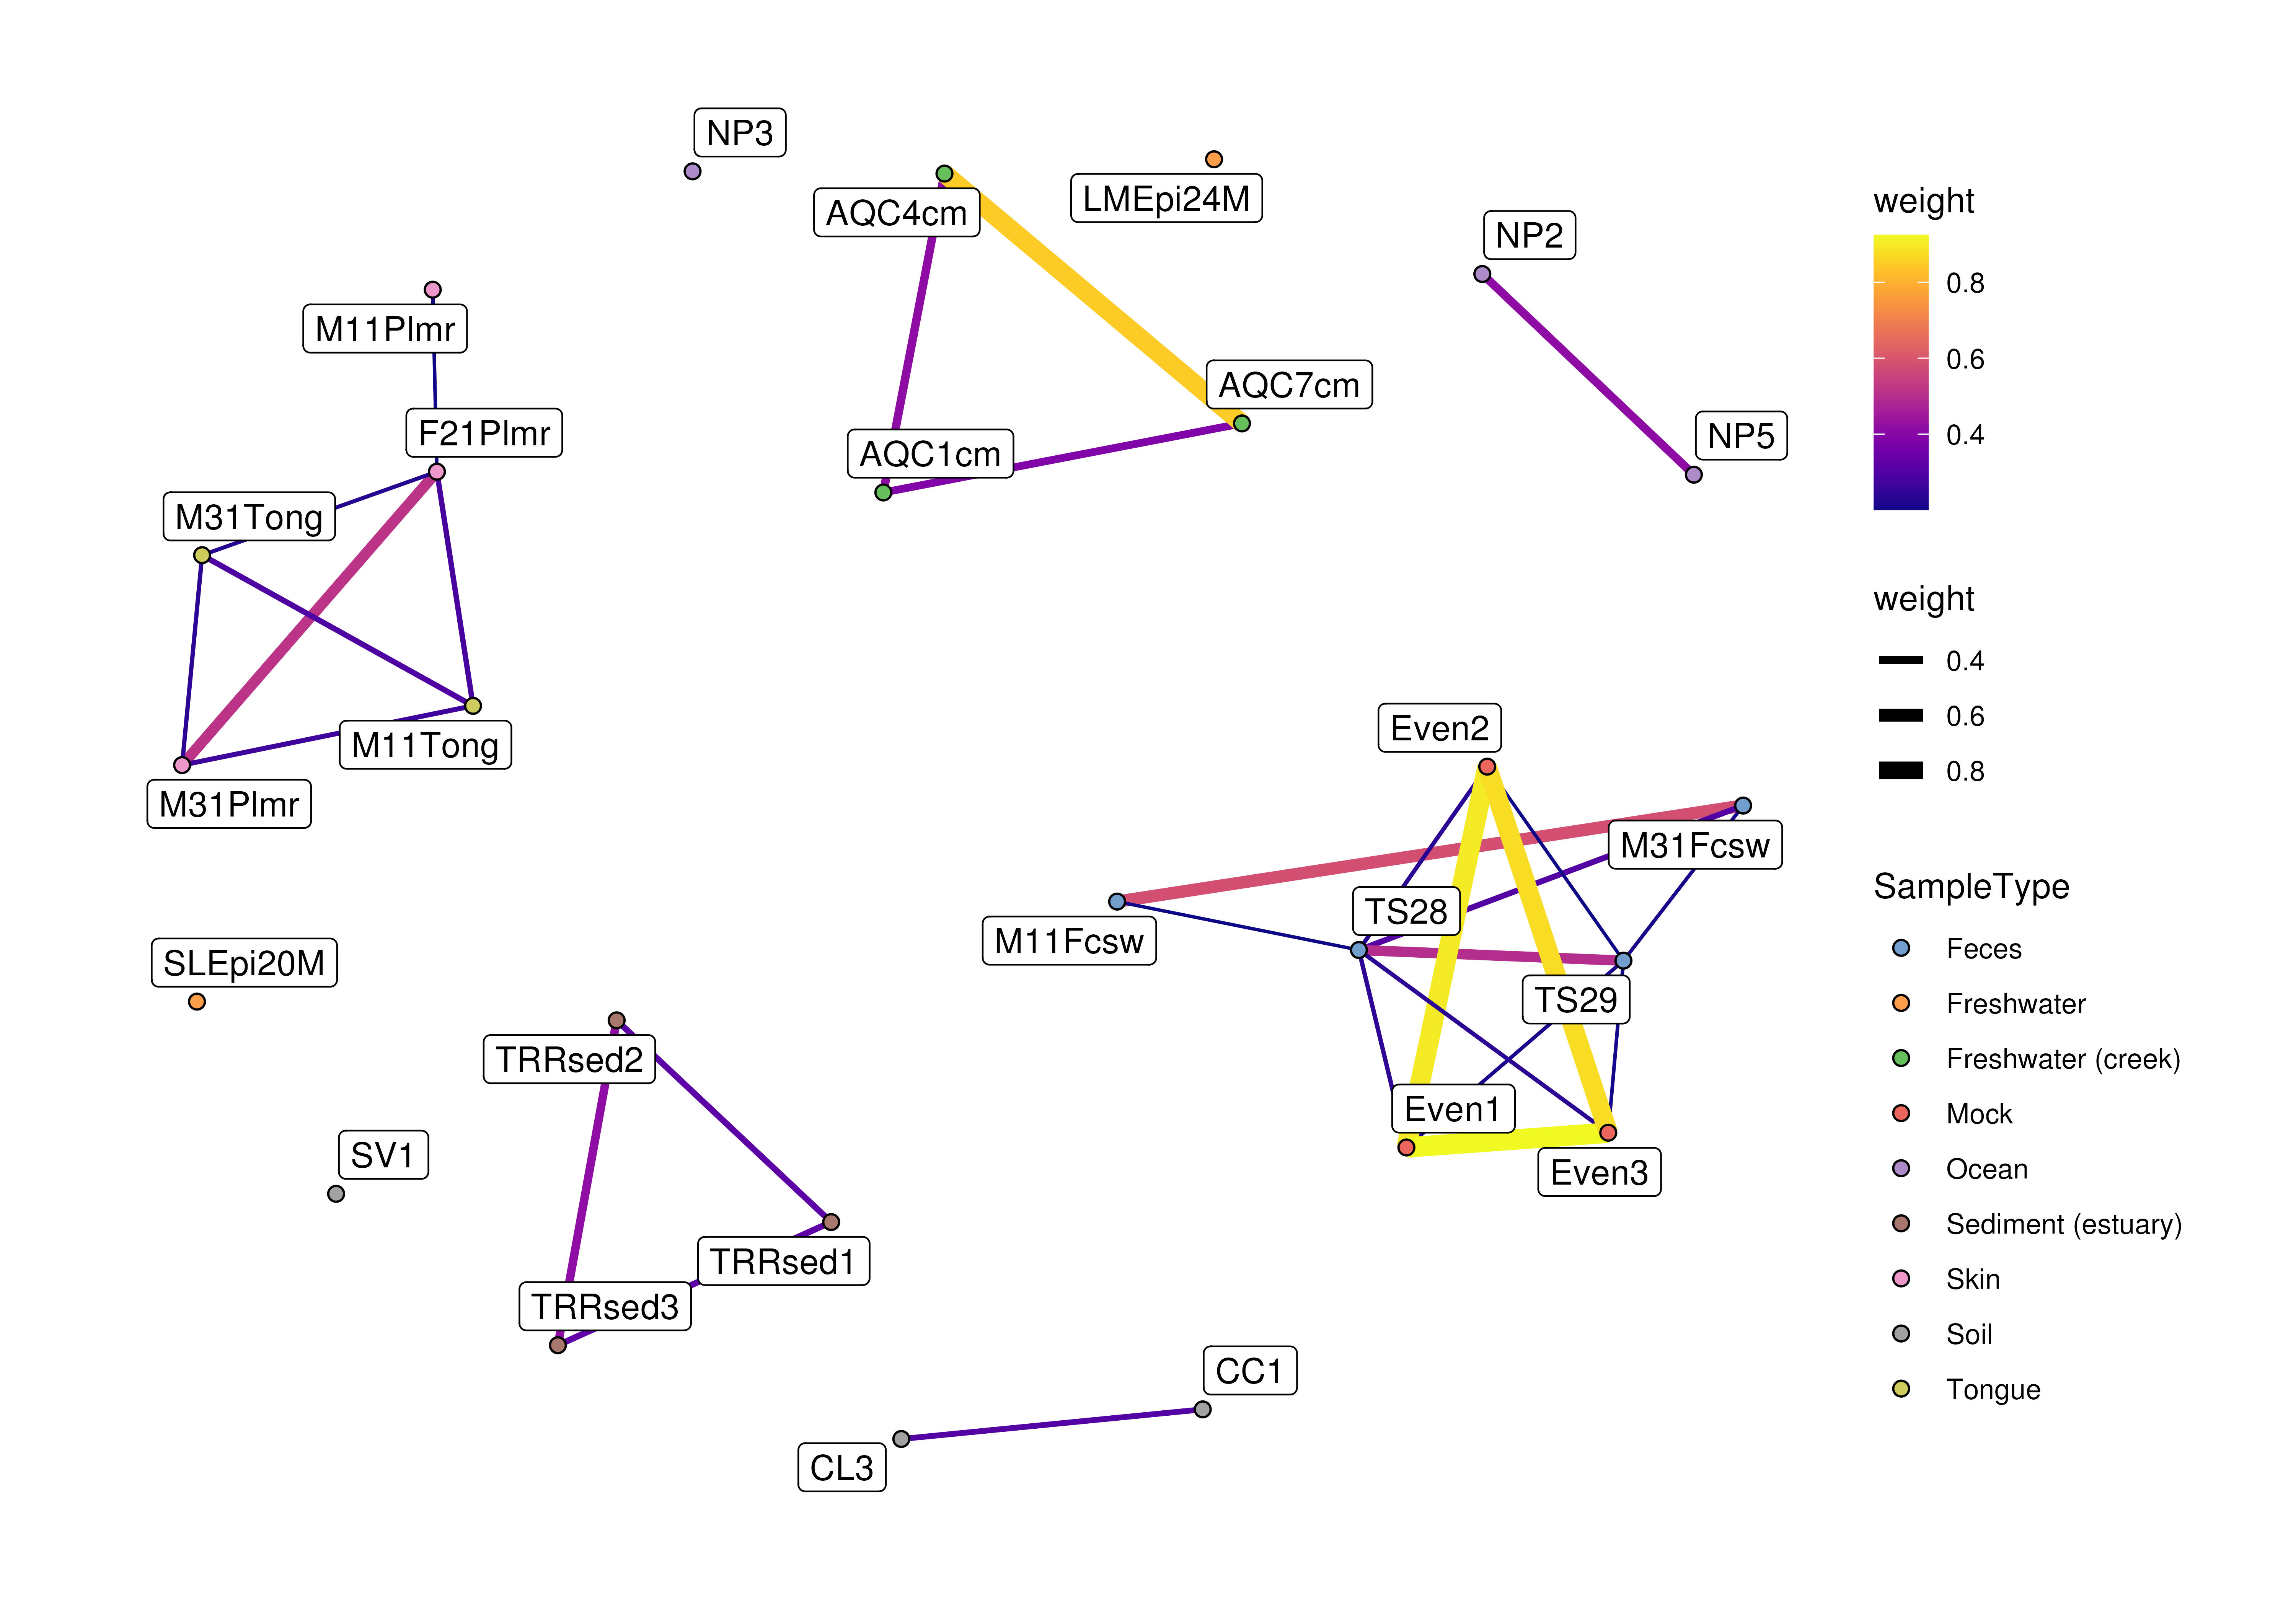 NP3
AQC4cm
LMEpi24M
NP2
M11Plmr
AQC7cm
F21Plmr
NP5
AQC1cm
M31Tong
Even2
M11Tong
M31Plmr
M31Fcsw
TS28
M11Fcsw
SLEpi20M
TS29
TRRsed2
Even1
SV1
Even3
TRRsed1
TRRsed3
CC1
CL3
weight
0.8
0.6
0.4
weight
0.4
0.6
0.8
SampleType
Feces
Freshwater
Freshwater (creek)
Mock
Ocean
Sediment (estuary)
Skin
Soil
Tongue